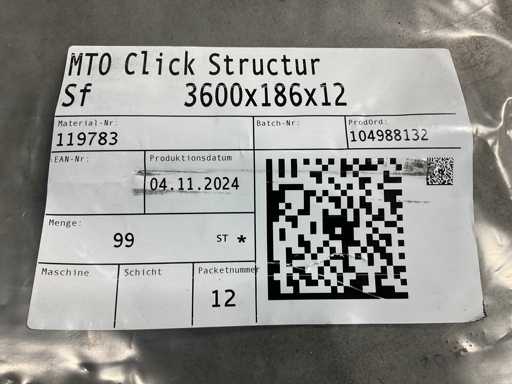 MTO Click Structur
Sf 3600x186x12
Material-Nr: Batch-Nr: ProdOrd:
119783 104988132
EAN-Nr: Produktionsdatum
04.11.2024
Menge:
99 ST *
Maschine Schicht Packetnummer
12